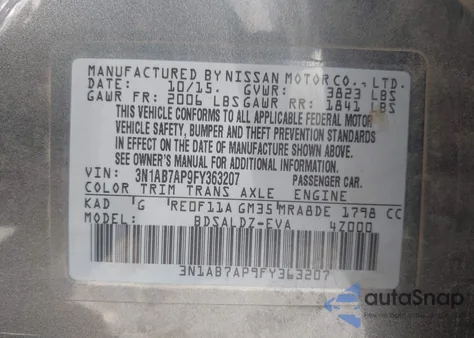 MANUFACTURED BY NISSAN MOTOR CO., LTD.
DATE: 10/15. GVWR: 3823 LBS
GAWR FR: 2006 LBS GAWR RR: 1841 LBS
THIS VEHICLE CONFORMS TO ALL APPLICABLE FEDERAL MOTOR
VEHICLE SAFETY, BUMPER AND THEFT PREVENTION STANDARDS
IN EFFECT ON THE DATE OF MANUFACTURE SHOWN ABOVE.
SEE OWNER'S MANUAL FOR ADDITIONAL INFORMATION.
VIN: 3N1AB7AP9FY363207 PASSENGER CAR.
COLOR TRIM TRANS AXLE ENGINE
KAD G RE0F11A GM35 MRA8DE 1798 CC
MODEL: BDSALDZ-EVA 4Z000
3N1AB7AP9FY363207
autoSnap